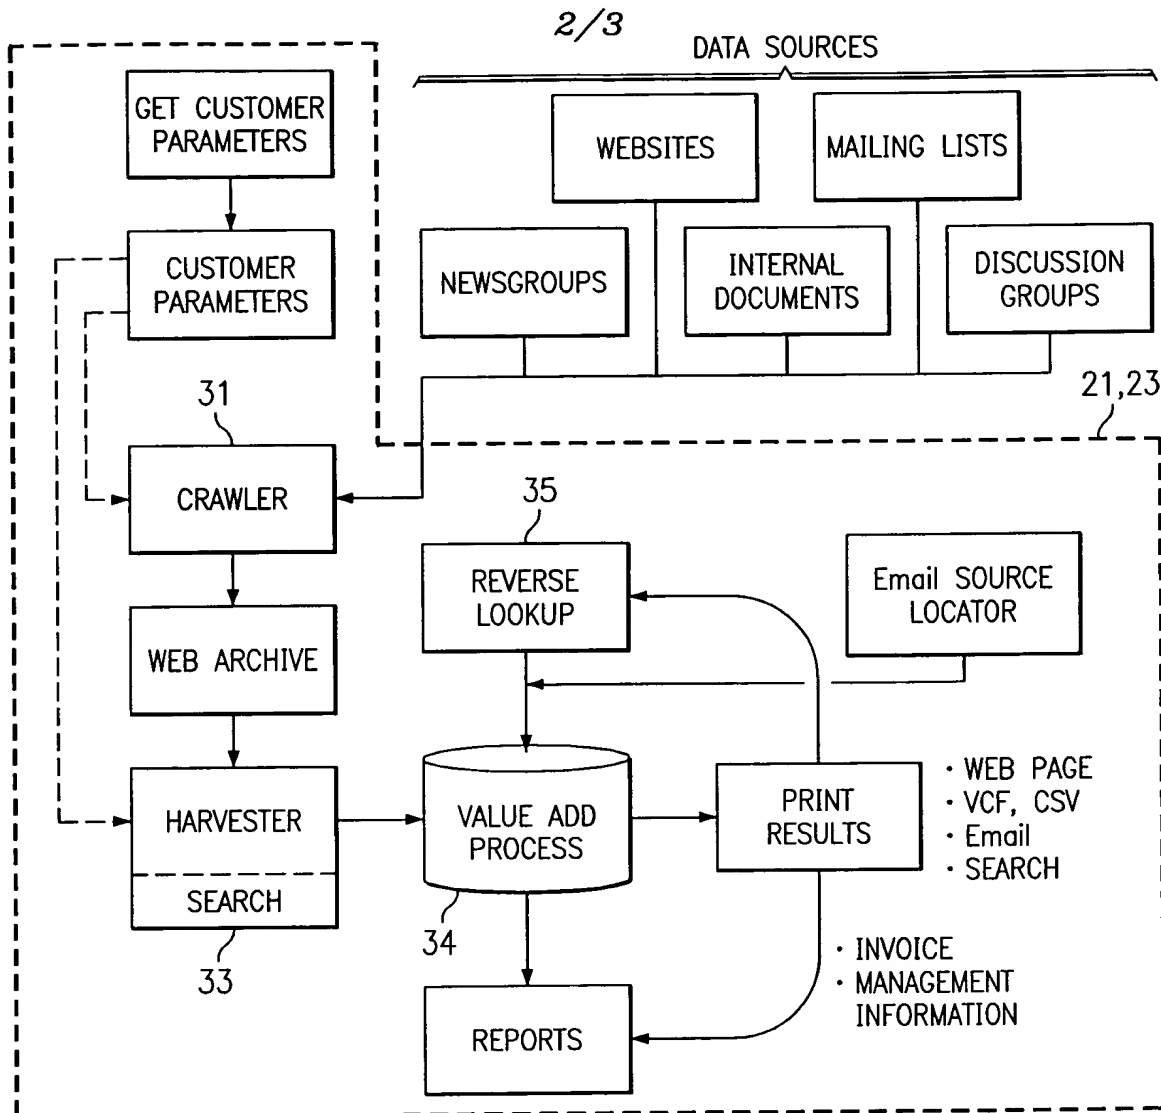 2/3
DATA SOURCES
GET CUSTOMER
PARAMETERS
WEBSITES
MAILING LISTS
CUSTOMER
PARAMETERS
NEWSGROUPS
INTERNAL
DOCUMENTS
DISCUSSION
GROUPS
21,23
31
CRAWLER
35
REVERSE
LOOKUP
Email SOURCE
LOCATOR
WEB ARCHIVE
HARVESTER
SEARCH
33
VALUE ADD
PROCESS
34
PRINT
RESULTS
· WEB PAGE
· VCF, CSV
· Email
· SEARCH
· INVOICE
· MANAGEMENT
INFORMATION
REPORTS